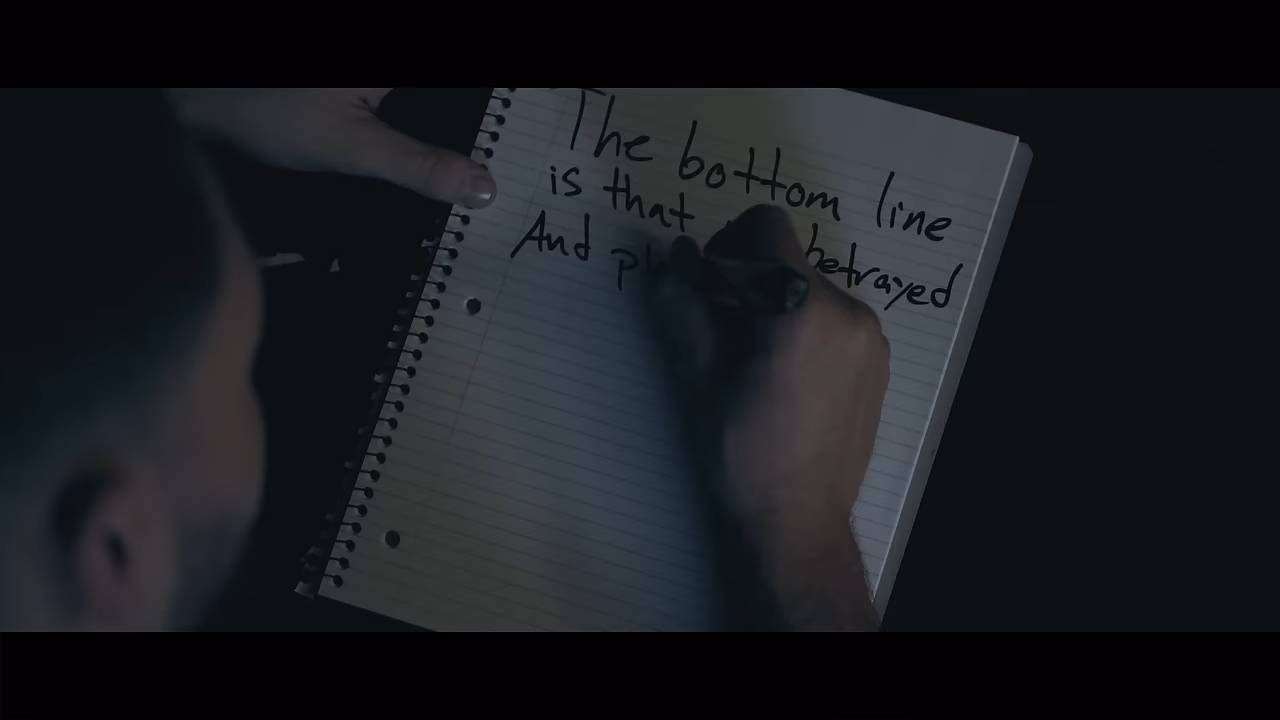 The bottom line
is that betrayed
And